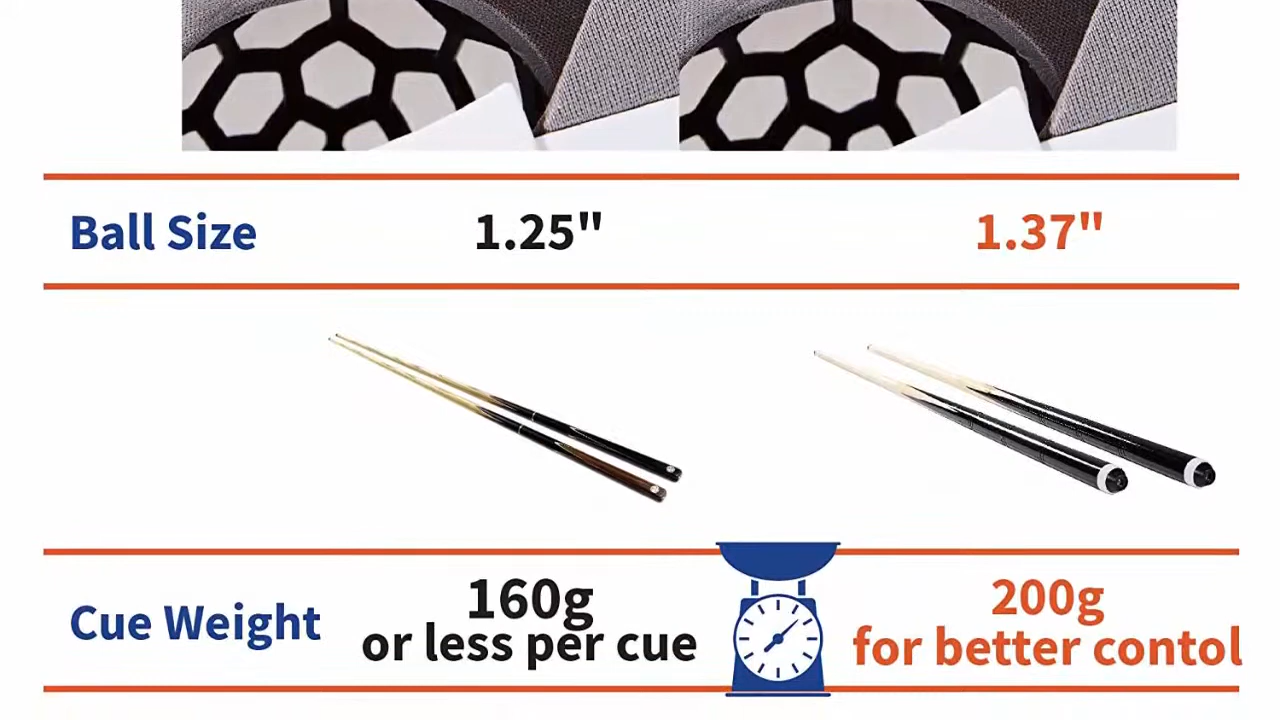 Ball Size 1.25" 1.37"
Cue Weight
160g
or less per cue
200g
for better contol